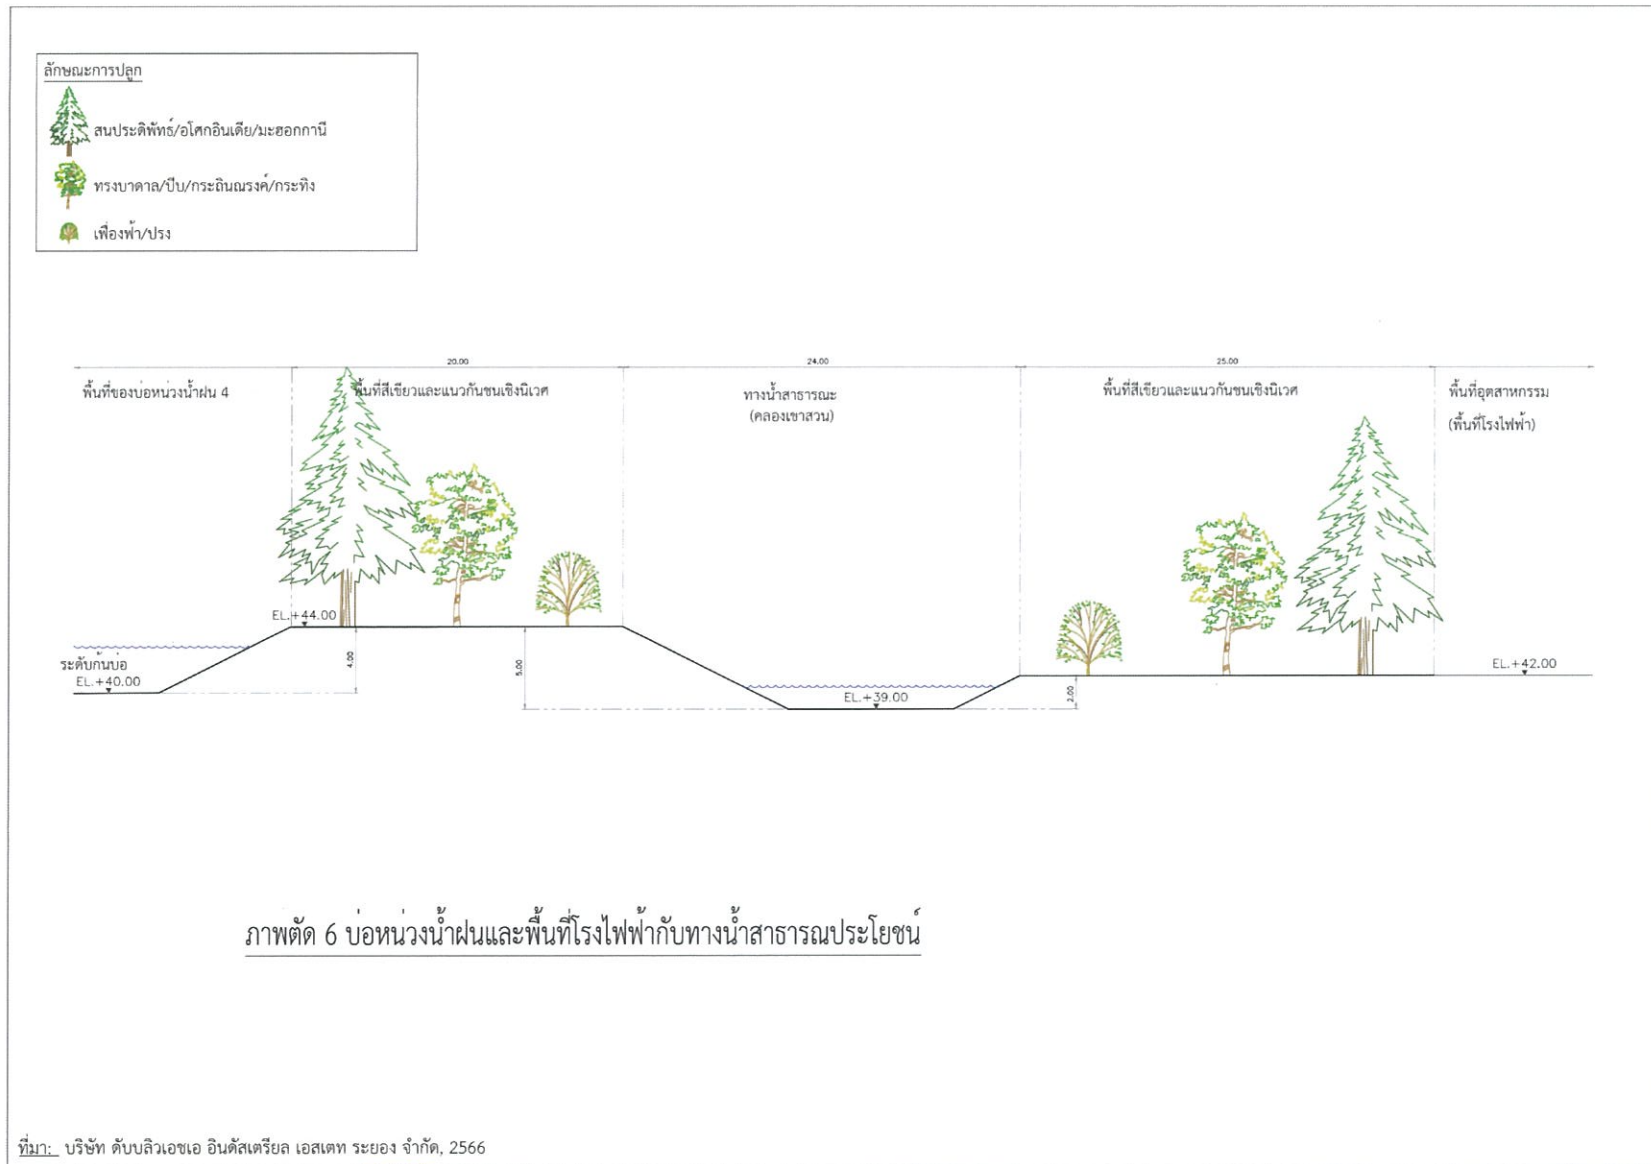 ลักษณะการปลูก
สนประดิพัทธ์/อโศกอินเดีย/มะฮอกกานี
ทรงบาดาล/ปีบ/กระถินณรงค์/กระทิง
เฟื่องฟ้า/ปรง
20.00
24.00
25.00
พื้นที่ของบ่อหน่วงน้ำฝน 4
พื้นที่สีเขียวและแนวกันชนเชิงนิเวศ
ทางน้ำสาธารณะ
(คลองเขาสวน)
พื้นที่สีเขียวและแนวกันชนเชิงนิเวศ
พื้นที่อุตสาหกรรม
(พื้นที่โรงไฟฟ้า)
EL.+44.00
ระดับก้นบ่อ
EL.+40.00
4.00
5.00
EL.+39.00
2.00
EL.+42.00
ภาพตัด 6 บ่อหน่วงน้ำฝนและพื้นที่โรงไฟฟ้ากับทางน้ำสาธารณประโยชน์
ที่มา: บริษัท ดับบลิวเอชเอ อินดัสเตรียล เอสเตท ระยอง จำกัด, 2566